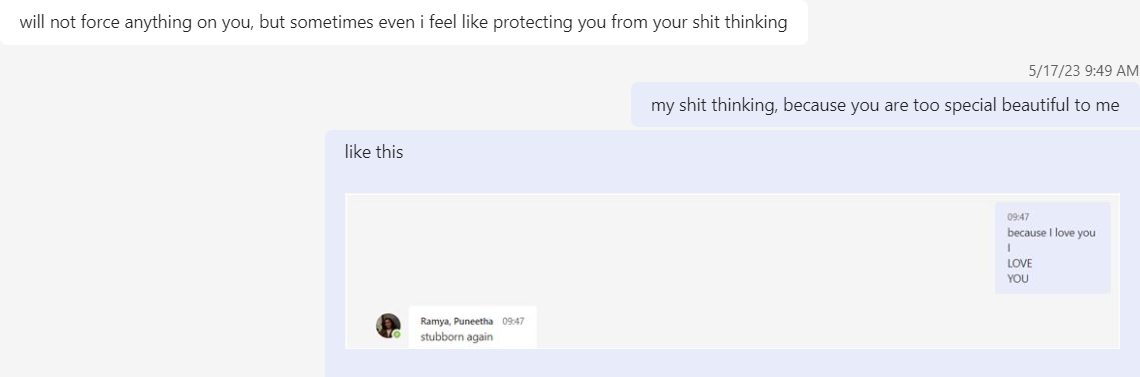 will not force anything on you, but sometimes even i feel like protecting you from your shit thinking
5/17/23 9:49 AM
my shit thinking, because you are too special beautiful to me
like this
09:47
because I love you
I
LOVE
YOU
Ramya, Puneetha 09:47
stubborn again